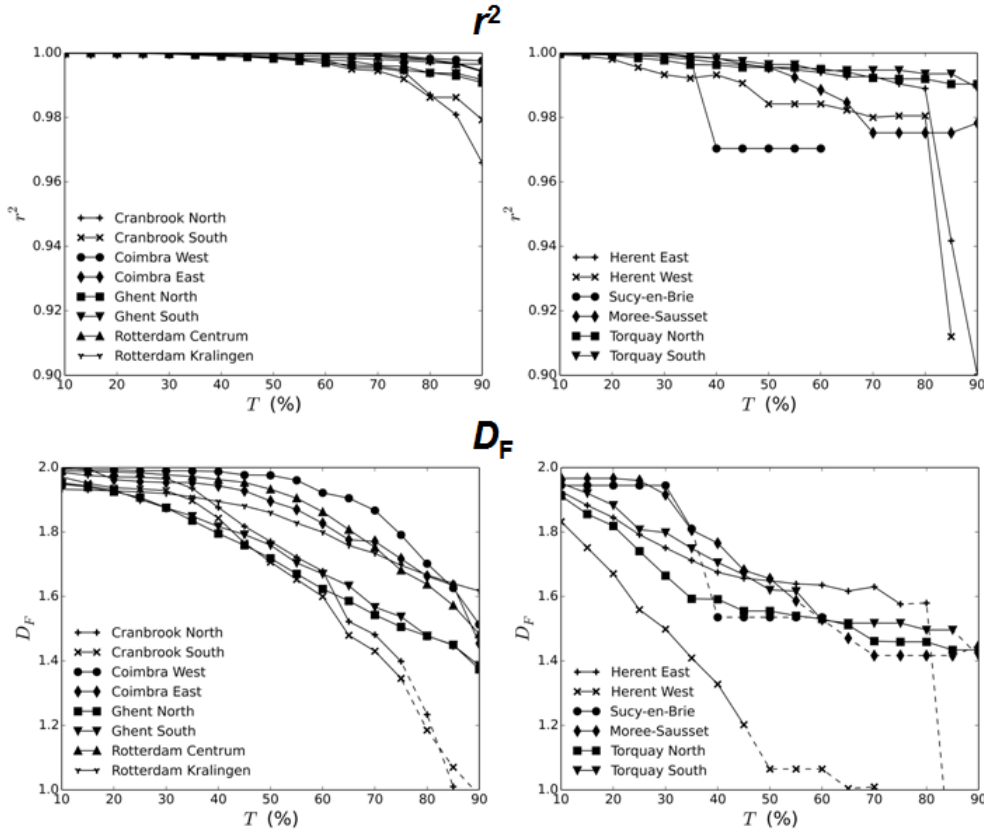 r²
1.00
0.98
0.96
0.94
0.92
0.90
r²
Cranbrook North
Cranbrook South
Coimbra West
Coimbra East
Ghent North
Ghent South
Rotterdam Centrum
Rotterdam Kralingen
10 20 30 40 50 60 70 80 90
T (%)
1.00
0.98
0.96
0.94
0.92
0.90
r²
Herent East
Herent West
Sucy-en-Brie
Moree-Sausset
Torquay North
Torquay South
10 20 30 40 50 60 70 80 90
T (%)
D_F
2.0
1.8
1.6
1.4
1.2
1.0
D_F
Cranbrook North
Cranbrook South
Coimbra West
Coimbra East
Ghent North
Ghent South
Rotterdam Centrum
Rotterdam Kralingen
10 20 30 40 50 60 70 80 90
T (%)
2.0
1.8
1.6
1.4
1.2
1.0
D_F
Herent East
Herent West
Sucy-en-Brie
Moree-Sausset
Torquay North
Torquay South
10 20 30 40 50 60 70 80 90
T (%)